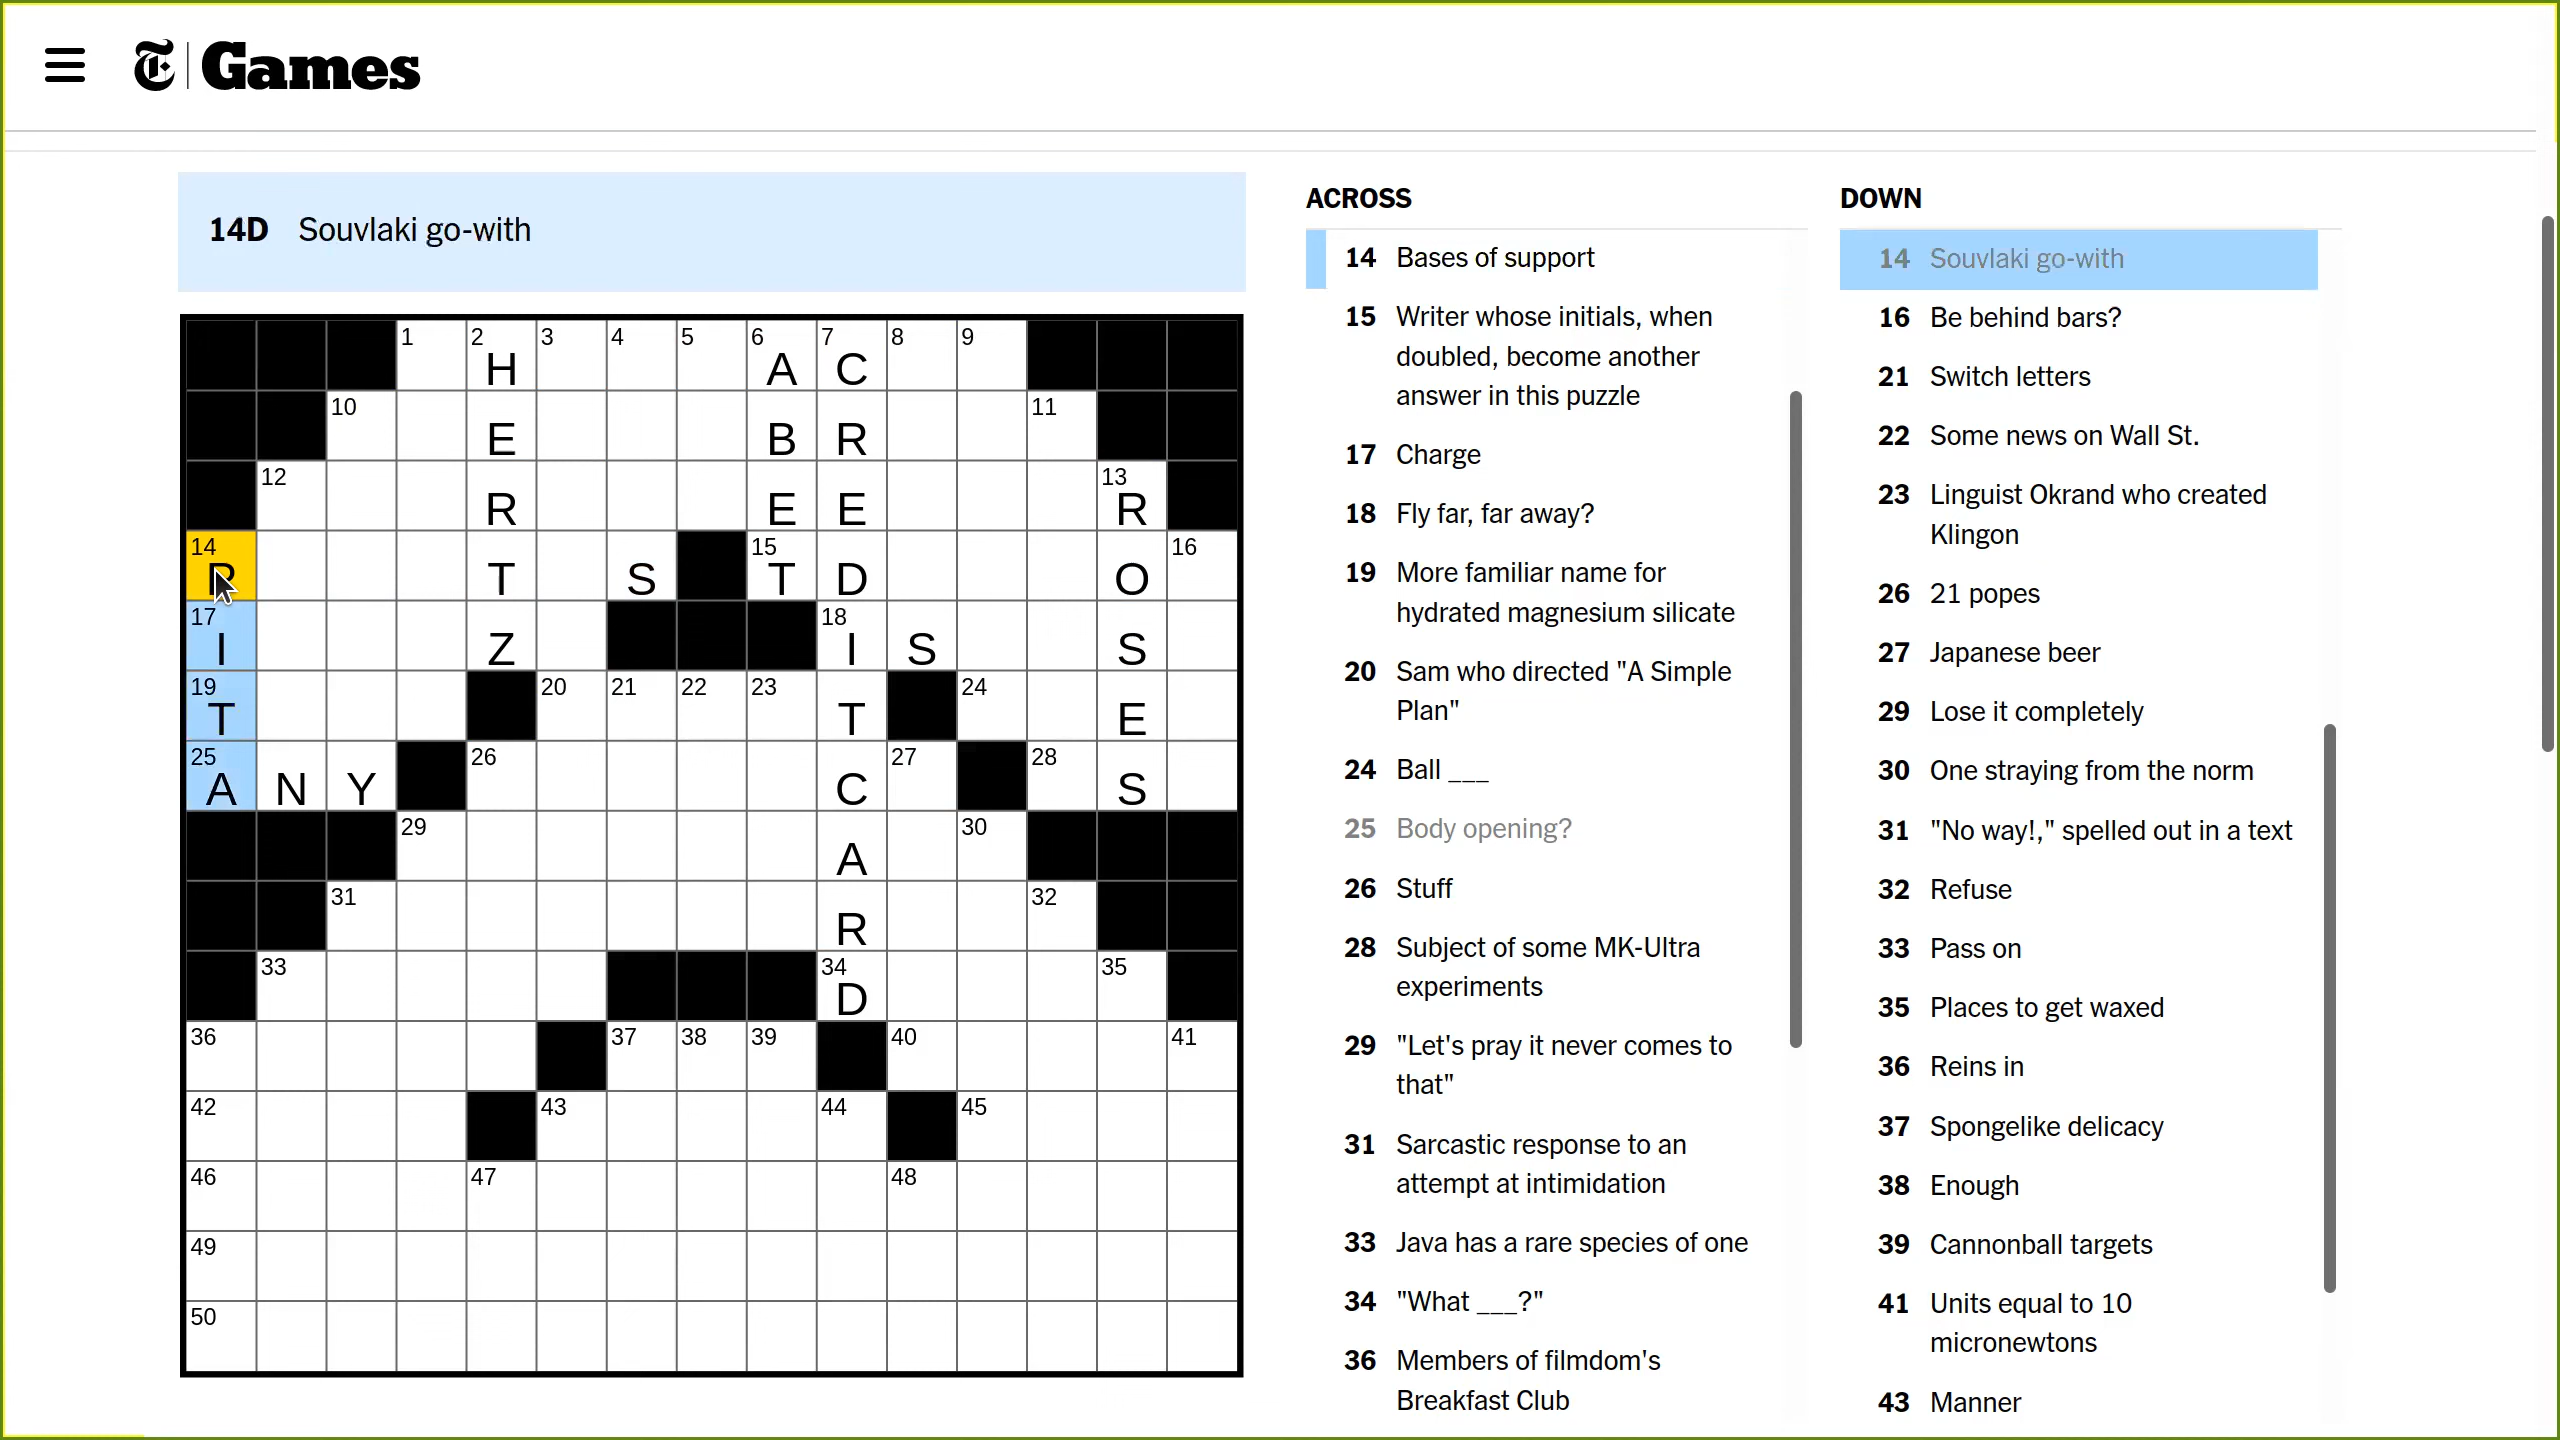 T | Games
14D Souvlaki go-with
1 2 H 3 4 5 6 A 7 C 8 9
10 E B R 11
12 R E E 13 R
14 P T S 15 T D O 16
17 I Z 18 I S S
19 T 20 21 22 23 T 24 E
25 A N Y 26 C 27 28 S
29 A 30
31 R 32
33 34 D 35
36 37 38 39 40 41
42 43 44 45
46 47 48
49
50
ACROSS
14 Bases of support
15 Writer whose initials, when
doubled, become another
answer in this puzzle
17 Charge
18 Fly far, far away?
19 More familiar name for
hydrated magnesium silicate
20 Sam who directed "A Simple
Plan"
24 Ball ___
25 Body opening?
26 Stuff
28 Subject of some MK-Ultra
experiments
29 "Let's pray it never comes to
that"
31 Sarcastic response to an
attempt at intimidation
33 Java has a rare species of one
34 "What ___?"
36 Members of filmdom's
Breakfast Club
DOWN
14 Souvlaki go-with
16 Be behind bars?
21 Switch letters
22 Some news on Wall St.
23 Linguist Okrand who created
Klingon
26 21 popes
27 Japanese beer
29 Lose it completely
30 One straying from the norm
31 "No way!," spelled out in a text
32 Refuse
33 Pass on
35 Places to get waxed
36 Reins in
37 Spongelike delicacy
38 Enough
39 Cannonball targets
41 Units equal to 10
micronewtons
43 Manner